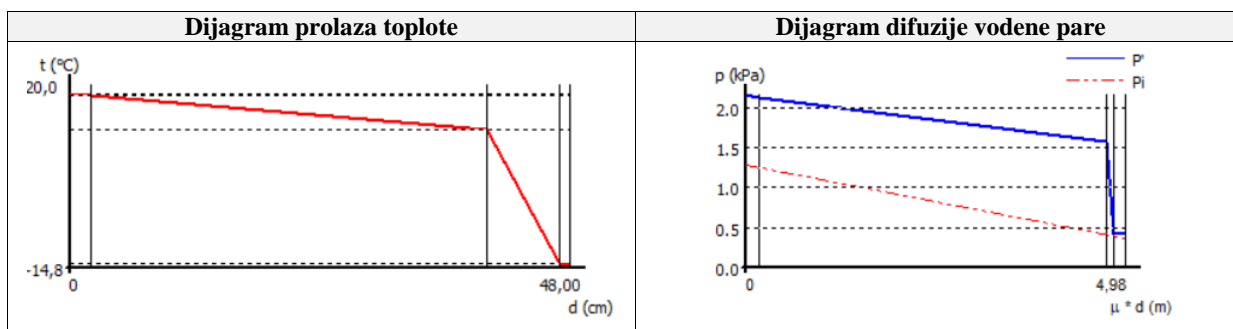 Dijagram prolaza toplote
t (ºC)
20,0
-14,8
0
48,00
d (cm)
Dijagram difuzije vodene pare
p (kPa)
P'
Pi
2.0
1.5
1.0
0.5
0.0
0
4,98
μ * d (m)